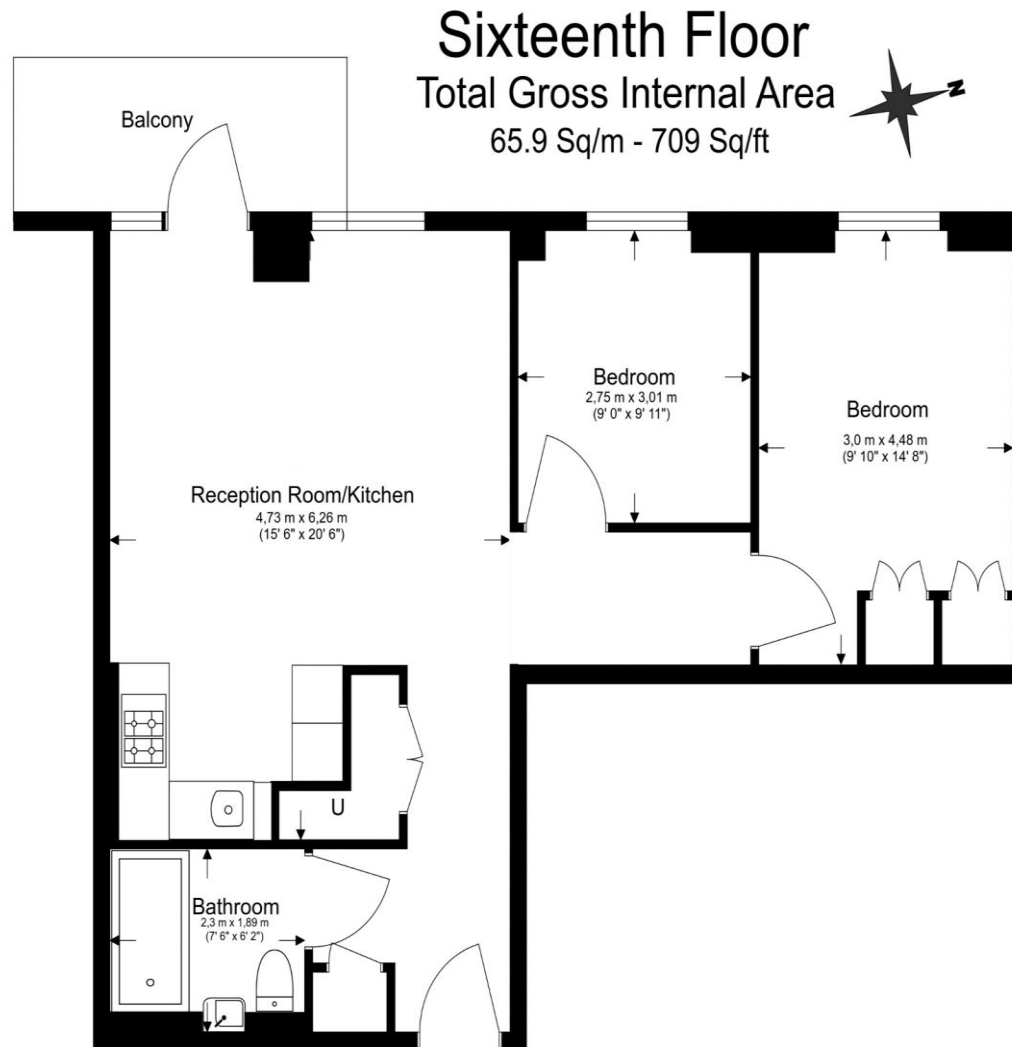 Sixteenth Floor
Total Gross Internal Area
65.9 Sq/m - 709 Sq/ft
N
Balcony
Bedroom
2,75 m x 3,01 m
(9' 0" x 9' 11")
Bedroom
3,0 m x 4,48 m
(9' 10" x 14' 8")
Reception Room/Kitchen
4,73 m x 6,26 m
(15' 6" x 20' 6")
U
Bathroom
2,3 m x 1,89 m
(7' 6" x 6' 2")